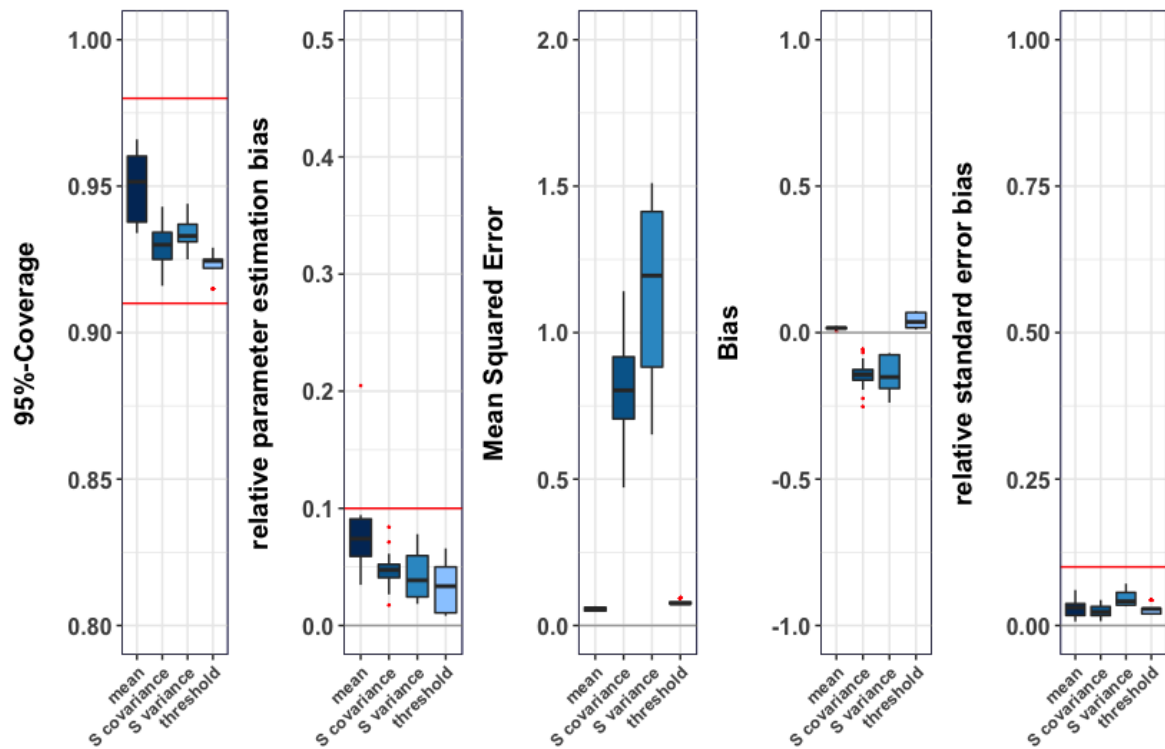 95%-Coverage
1.00
0.95
0.90
0.85
0.80
mean
S covariance
S variance
threshold
relative parameter estimation bias
0.5
0.4
0.3
0.2
0.1
0.0
mean
S covariance
S variance
threshold
Mean Squared Error
2.0
1.5
1.0
0.5
0.0
mean
S covariance
S variance
threshold
Bias
1.0
0.5
0.0
-0.5
-1.0
mean
S covariance
S variance
threshold
relative standard error bias
1.00
0.75
0.50
0.25
0.00
mean
S covariance
S variance
threshold